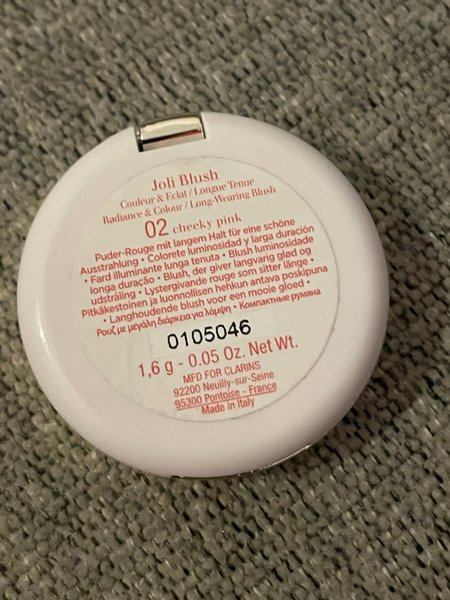 Joli Blush
Couleur & Eclat / Longue Tenue
Radiance & Colour / Long-Wearing Blush
02 cheeky pink
Puder-Rouge mit langem Halt für eine schöne
Ausstrahlung • Colorete luminosidad y larga duración
• Fard illuminante lunga tenuta • Blush luminosidade
longa duração • Blush, der giver langvarig glød og
udstråling • Lystergivande rouge som sitter länge •
Pitkäkestoinen ja luonnollisen hehkun antava poskipuna
• Langhoudende blush voor een mooie gloed •
Ρουζ με μεγάλη διάρκεια για λάμψη • Компактные румяна
0105046
1,6 g - 0.05 Oz. Net Wt.
MFD FOR CLARINS
92200 Neuilly-sur-Seine
95300 Pontoise - France
Made in Italy